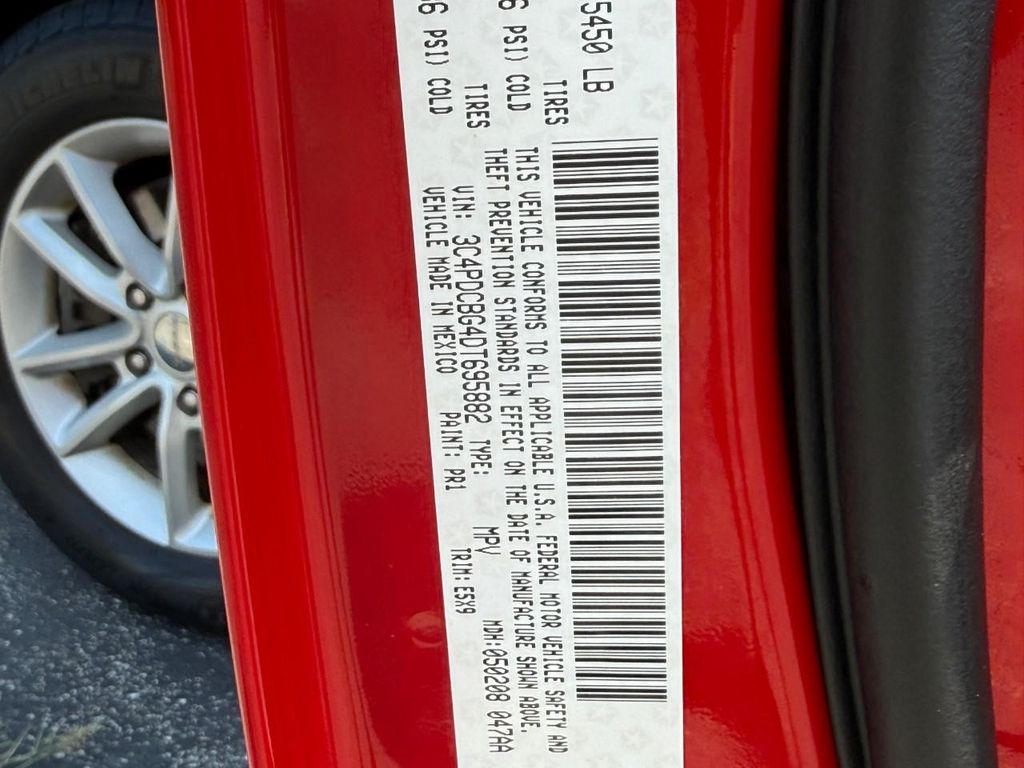 5450 LB
6 PSI) COLD
TIRES
36 PSI) COLD
TIRES
THIS VEHICLE CONFORMS TO ALL APPLICABLE U.S.A. FEDERAL MOTOR VEHICLE SAFETY AND
THEFT PREVENTION STANDARDS IN EFFECT ON THE DATE OF MANUFACTURE SHOWN ABOVE.
VIN: 3C4PDCBG4DT695882 TYPE: MPV MDH:050208 047AA
VEHICLE MADE IN MEXICO PAINT: PR1 TRIM: E5X9